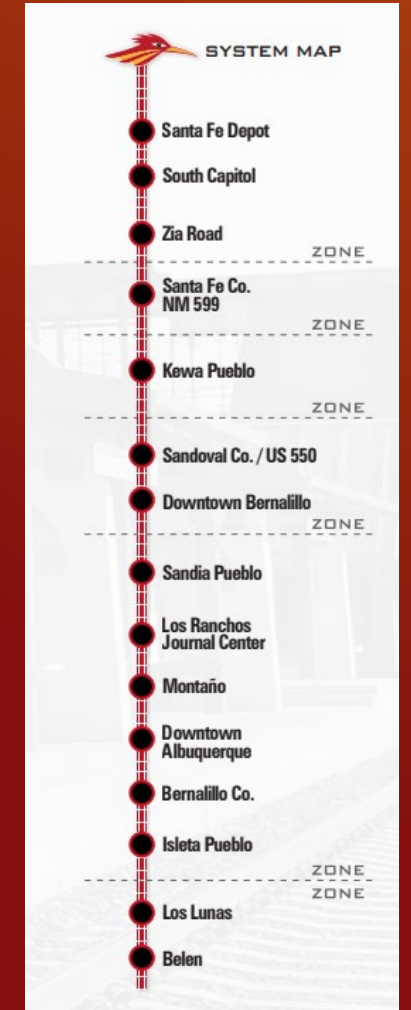 SYSTEM MAP
Santa Fe Depot
South Capitol
Zia Road
ZONE
Santa Fe Co.
NM 599
ZONE
Kewa Pueblo
ZONE
Sandoval Co. / US 550
Downtown Bernalillo
ZONE
Sandia Pueblo
Los Ranchos
Journal Center
Montaño
Downtown
Albuquerque
Bernalillo Co.
Isleta Pueblo
ZONE
ZONE
Los Lunas
Belen